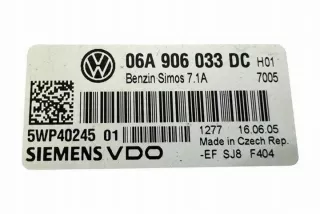 06A 906 033 DC H01
Benzin Simos 7.1A 7005
5WP40245 01
1277 16.06.05
SIEMENS VDO
Made in Czech Rep.
-EF SJ8 F404